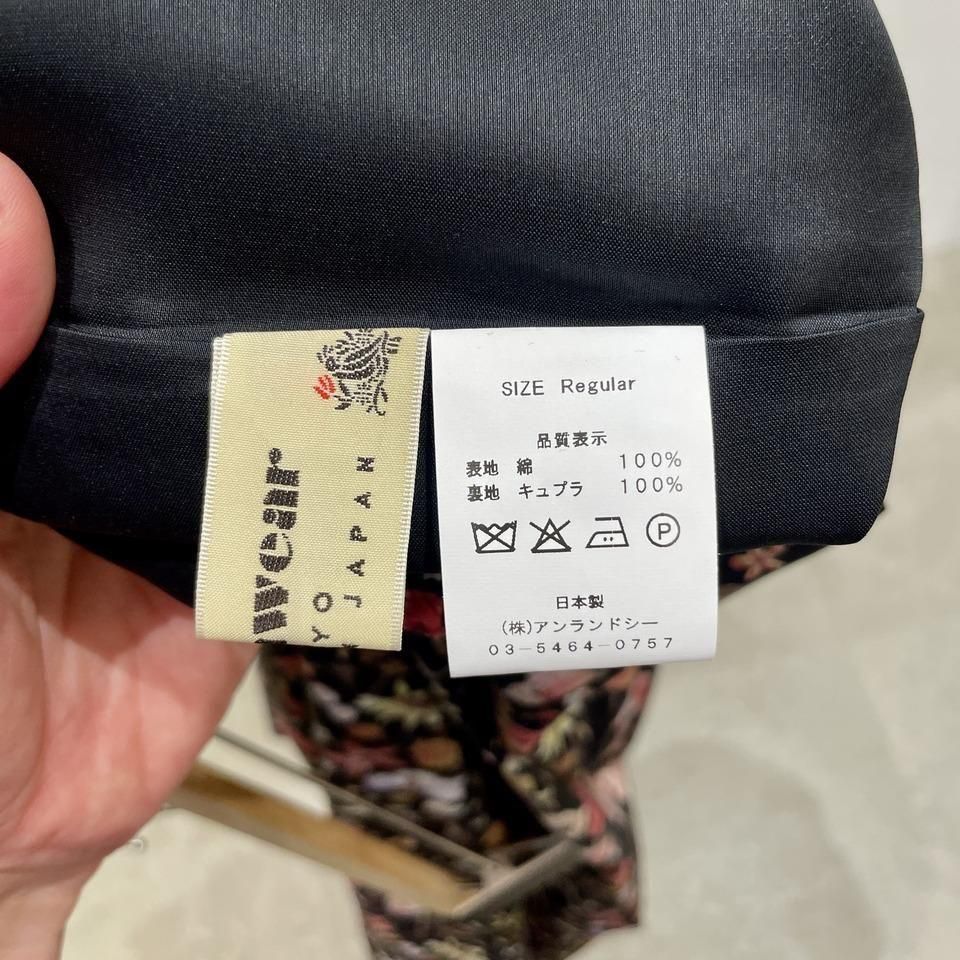 SIZE Regular
品質表示
表地 綿 100%
裏地 キュプラ 100%
P
日本製
(株)アンランドシー
03-5464-0757
JAPAN